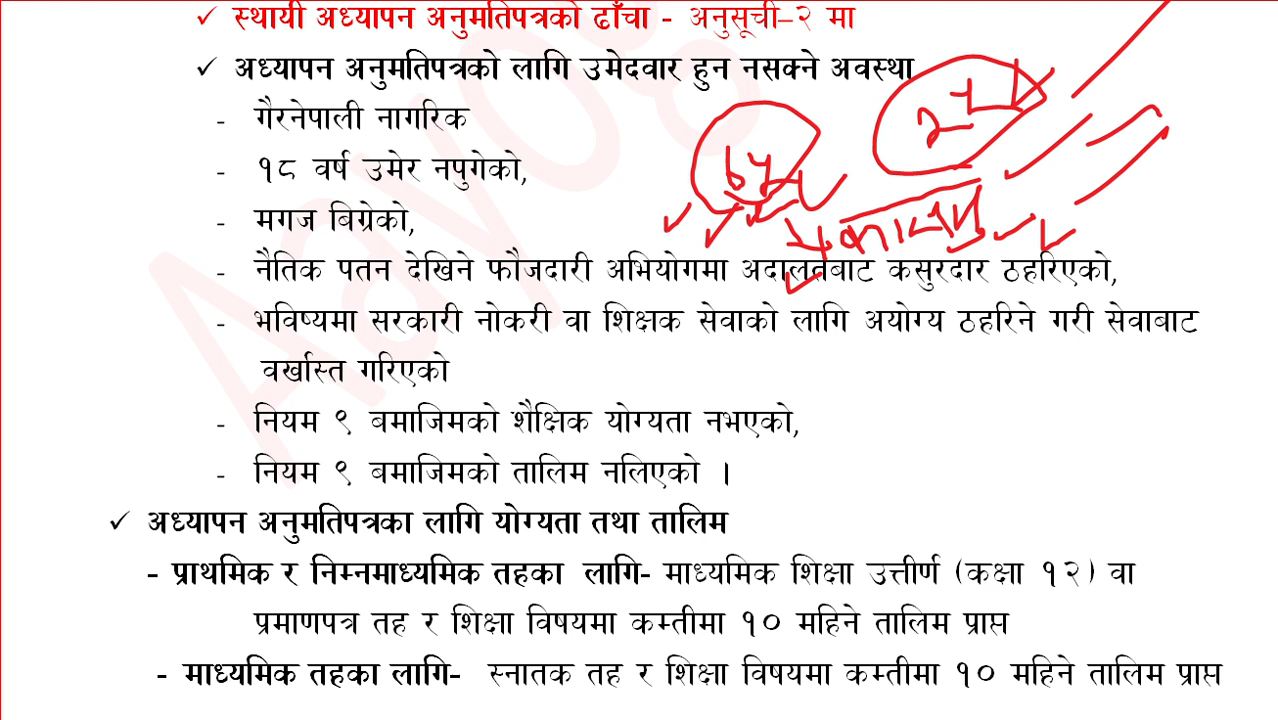 ✓ स्थायी अध्यापन अनुमतिपत्रको ढाँचा - अनुसूची–२ मा
✓ अध्यापन अनुमतिपत्रको लागि उमेदवार हुन नसक्ने अवस्था
- गैरनेपाली नागरिक
- १८ वर्ष उमेर नपुगेको,
- मगज बिग्रेको,
- नैतिक पतन देखिने फौजदारी अभियोगमा अदालतबाट कसुरदार ठहरिएको,
- भविष्यमा सरकारी नोकरी वा शिक्षक सेवाको लागि अयोग्य ठहरिने गरी सेवाबाट
वर्खास्त गरिएको
- नियम ९ बमाजिमको शैक्षिक योग्यता नभएको,
- नियम ९ बमाजिमको तालिम नलिएको ।
✓ अध्यापन अनुमतिपत्रका लागि योग्यता तथा तालिम
- प्राथमिक र निम्नमाध्यमिक तहका लागि- माध्यमिक शिक्षा उत्तीर्ण (कक्षा १२) वा
प्रमाणपत्र तह र शिक्षा विषयमा कम्तीमा १० महिने तालिम प्राप्त
- माध्यमिक तहका लागि- स्नातक तह र शिक्षा विषयमा कम्तीमा १० महिने तालिम प्राप्त